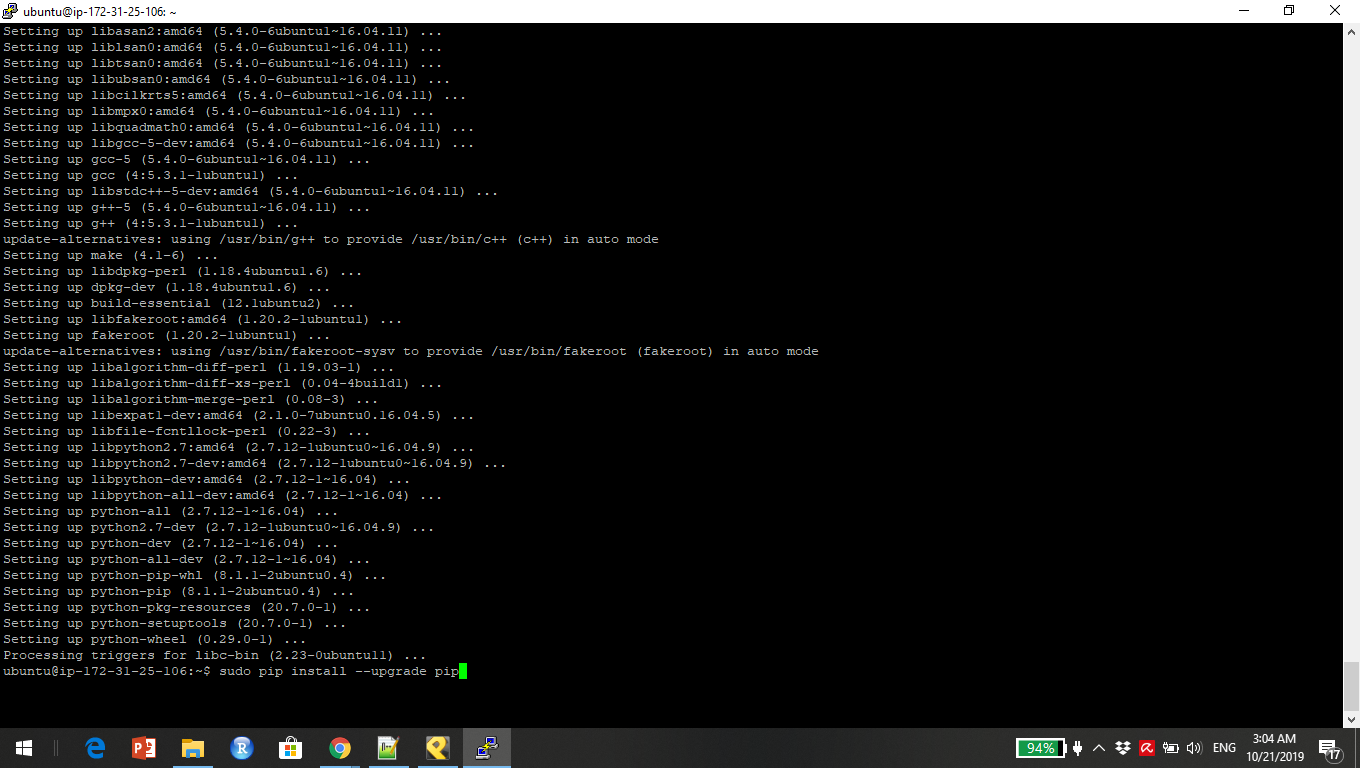 ubuntu@ip-172-31-25-106: ~
Setting up libasan2:amd64 (5.4.0-6ubuntu1~16.04.11) ...
Setting up liblsan0:amd64 (5.4.0-6ubuntu1~16.04.11) ...
Setting up libtsan0:amd64 (5.4.0-6ubuntu1~16.04.11) ...
Setting up libubsan0:amd64 (5.4.0-6ubuntu1~16.04.11) ...
Setting up libcilkrts5:amd64 (5.4.0-6ubuntu1~16.04.11) ...
Setting up libmpx0:amd64 (5.4.0-6ubuntu1~16.04.11) ...
Setting up libquadmath0:amd64 (5.4.0-6ubuntu1~16.04.11) ...
Setting up libgcc-5-dev:amd64 (5.4.0-6ubuntu1~16.04.11) ...
Setting up gcc-5 (5.4.0-6ubuntu1~16.04.11) ...
Setting up gcc (4:5.3.1-1ubuntu1) ...
Setting up libstdc++-5-dev:amd64 (5.4.0-6ubuntu1~16.04.11) ...
Setting up g++-5 (5.4.0-6ubuntu1~16.04.11) ...
Setting up g++ (4:5.3.1-1ubuntu1) ...
update-alternatives: using /usr/bin/g++ to provide /usr/bin/c++ (c++) in auto mode
Setting up make (4.1-6) ...
Setting up libdpkg-perl (1.18.4ubuntu1.6) ...
Setting up dpkg-dev (1.18.4ubuntu1.6) ...
Setting up build-essential (12.1ubuntu2) ...
Setting up libfakeroot:amd64 (1.20.2-1ubuntu1) ...
Setting up fakeroot (1.20.2-1ubuntu1) ...
update-alternatives: using /usr/bin/fakeroot-sysv to provide /usr/bin/fakeroot (fakeroot) in auto mode
Setting up libalgorithm-diff-perl (1.19.03-1) ...
Setting up libalgorithm-diff-xs-perl (0.04-4build1) ...
Setting up libalgorithm-merge-perl (0.08-3) ...
Setting up libexpat1-dev:amd64 (2.1.0-7ubuntu0.16.04.5) ...
Setting up libfile-fcntllock-perl (0.22-3) ...
Setting up libpython2.7:amd64 (2.7.12-1ubuntu0~16.04.9) ...
Setting up libpython2.7-dev:amd64 (2.7.12-1ubuntu0~16.04.9) ...
Setting up libpython-dev:amd64 (2.7.12-1~16.04) ...
Setting up libpython-all-dev:amd64 (2.7.12-1~16.04) ...
Setting up python-all (2.7.12-1~16.04) ...
Setting up python2.7-dev (2.7.12-1ubuntu0~16.04.9) ...
Setting up python-dev (2.7.12-1~16.04) ...
Setting up python-all-dev (2.7.12-1~16.04) ...
Setting up python-pip-whl (8.1.1-2ubuntu0.4) ...
Setting up python-pip (8.1.1-2ubuntu0.4) ...
Setting up python-pkg-resources (20.7.0-1) ...
Setting up python-setuptools (20.7.0-1) ...
Setting up python-wheel (0.29.0-1) ...
Processing triggers for libc-bin (2.23-0ubuntu11) ...
ubuntu@ip-172-31-25-106:~$ sudo pip install --upgrade pip
94%
ENG
3:04 AM
10/21/2019
17